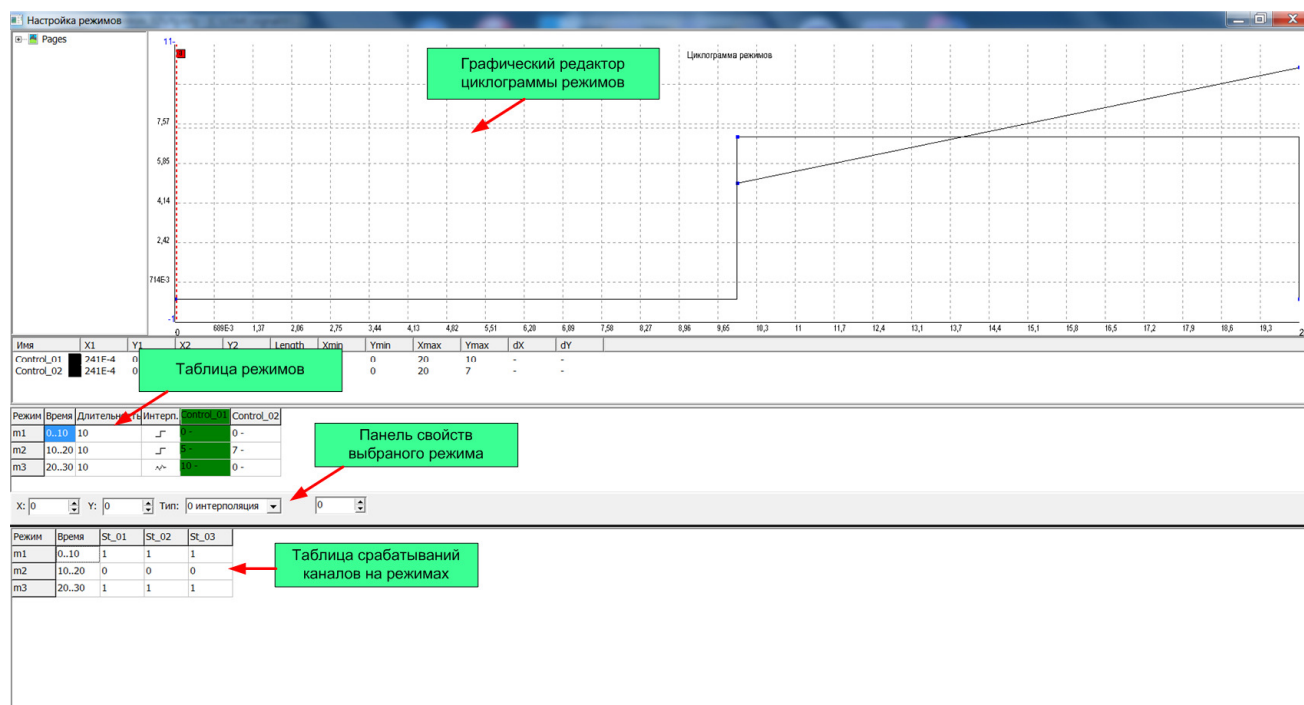 Настройка режимов
Pages
11
Графический редактор
циклограммы режимов
Циклограмма режимов
7,57
5,85
4,14
2,42
714E-3
-1
0 689E-3 1,37 2,06 2,75 3,44 4,13 4,82 5,51 6,20 6,89 7,58 8,27 8,96 9,65 10,3 11 11,7 12,4 13,1 13,7 14,4 15,1 15,8 16,5 17,2 17,9 18,6 19,3 2
Имя X1 Y1 X2 Y2 Length Xmin Ymin Xmax Ymax dX dY
Control_01 241E-4 0 0 20 10 - -
Control_02 241E-4 0 0 20 7 - -
Таблица режимов
Режим Время Длительность Интерп. Control_01 Control_02
m1 0..10 10 0 - 0 -
m2 10..20 10 5 - 7 -
m3 20..30 10 10 - 0 -
Панель свойств
выбраного режима
X: 0 Y: 0 Тип: 0 интерполяция 0
Режим Время St_01 St_02 St_03
m1 0..10 1 1 1
m2 10..20 0 0 0
m3 20..30 1 1 1
Таблица срабатываний
каналов на режимах